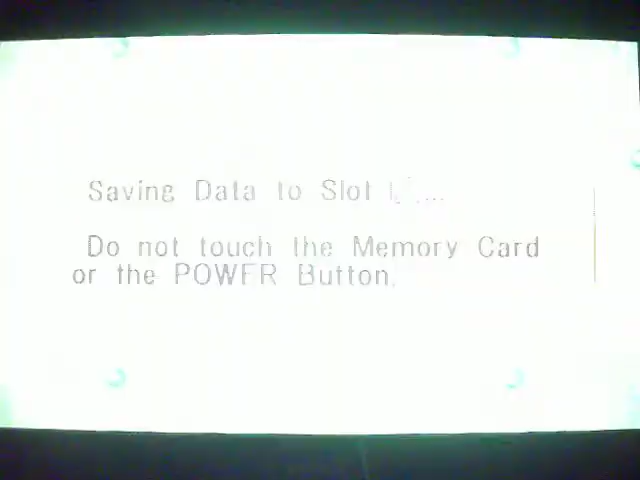 Saving Data to Slot
Do not touch the Memory Card
or the POWER Button.